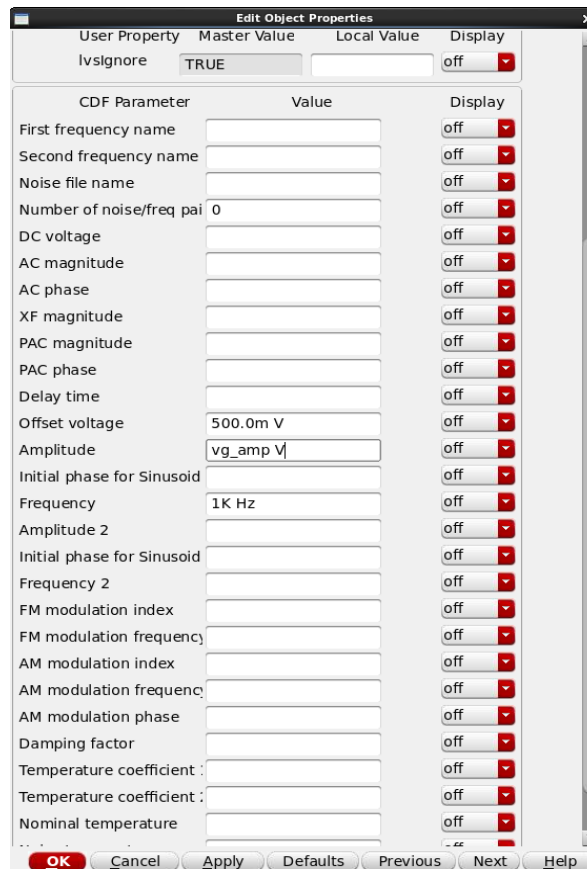 Edit Object Properties
User Property Master Value Local Value Display
lvsIgnore TRUE off
CDF Parameter Value Display
First frequency name off
Second frequency name off
Noise file name off
Number of noise/freq pai 0 off
DC voltage off
AC magnitude off
AC phase off
XF magnitude off
PAC magnitude off
PAC phase off
Delay time off
Offset voltage 500.0m V off
Amplitude vg_amp V off
Initial phase for Sinusoid off
Frequency 1K Hz off
Amplitude 2 off
Initial phase for Sinusoid off
Frequency 2 off
FM modulation index off
FM modulation frequency off
AM modulation index off
AM modulation frequency off
AM modulation phase off
Damping factor off
Temperature coefficient off
Temperature coefficient off
Nominal temperature off
OK Cancel Apply Defaults Previous Next Help